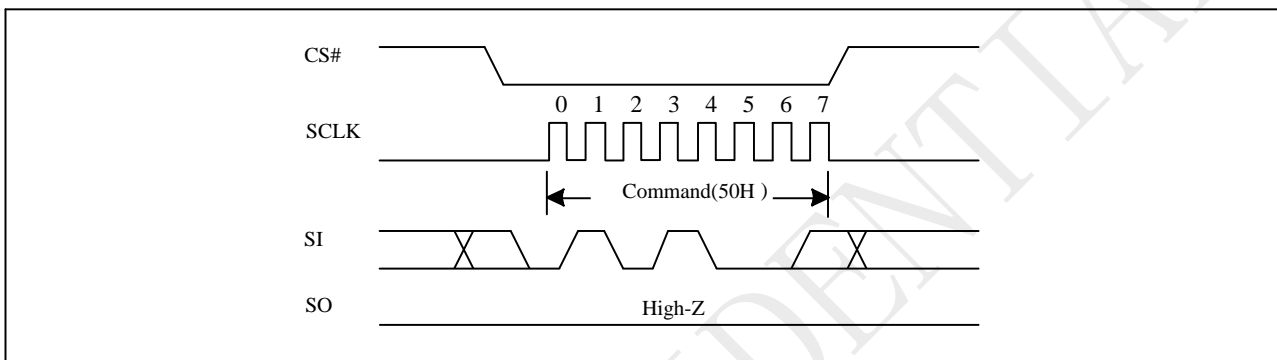 CS#
0 1 2 3 4 5 6 7
SCLK
Command(50H )
SI
SO
High-Z